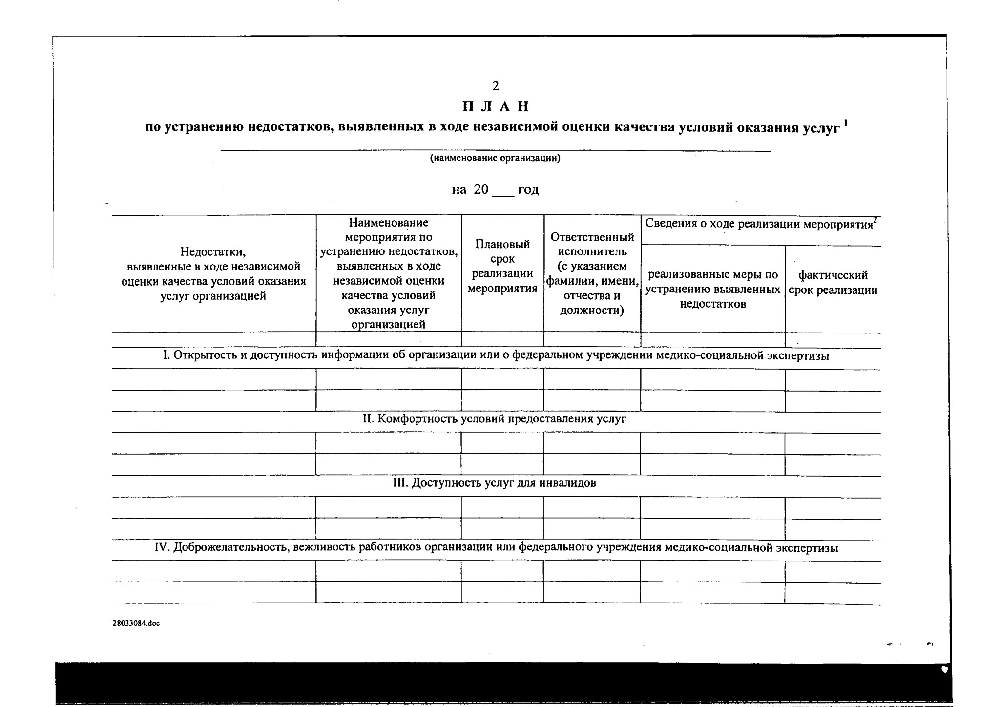 2
П Л А Н
по устранению недостатков, выявленных в ходе независимой оценки качества условий оказания услуг ¹
(наименование организации)
на 20 ___ год
Недостатки,
выявленные в ходе независимой
оценки качества условий оказания
услуг организацией
Наименование
мероприятия по
устранению недостатков,
выявленных в ходе
независимой оценки
качества условий
оказания услуг
организацией
Плановый
срок
реализации
мероприятия
Ответственный
исполнитель
(с указанием
фамилии, имени,
отчества и
должности)
Сведения о ходе реализации мероприятия²
реализованные меры по
устранению выявленных
недостатков
фактический
срок реализации
I. Открытость и доступность информации об организации или о федеральном учреждении медико-социальной экспертизы
II. Комфортность условий предоставления услуг
III. Доступность услуг для инвалидов
IV. Доброжелательность, вежливость работников организации или федерального учреждения медико-социальной экспертизы
28033084.doc